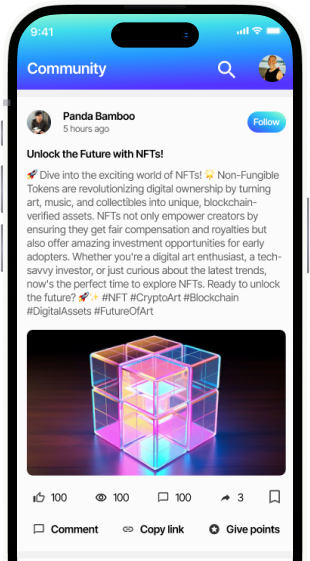 9:41
Community
Panda Bamboo
5 hours ago
Follow
Unlock the Future with NFTs!
🚀 Dive into the exciting world of NFTs! 🌟 Non-Fungible
Tokens are revolutionizing digital ownership by turning
art, music, and collectibles into unique, blockchain-
verified assets. NFTs not only empower creators by
ensuring they get fair compensation and royalties but
also offer amazing investment opportunities for early
adopters. Whether you're a digital art enthusiast, a tech-
savvy investor, or just curious about the latest trends,
now's the perfect time to explore NFTs. Ready to unlock
the future? 🚀✨ #NFT #CryptoArt #Blockchain
#DigitalAssets #FutureOfArt
100 100 100 3
Comment Copy link Give points